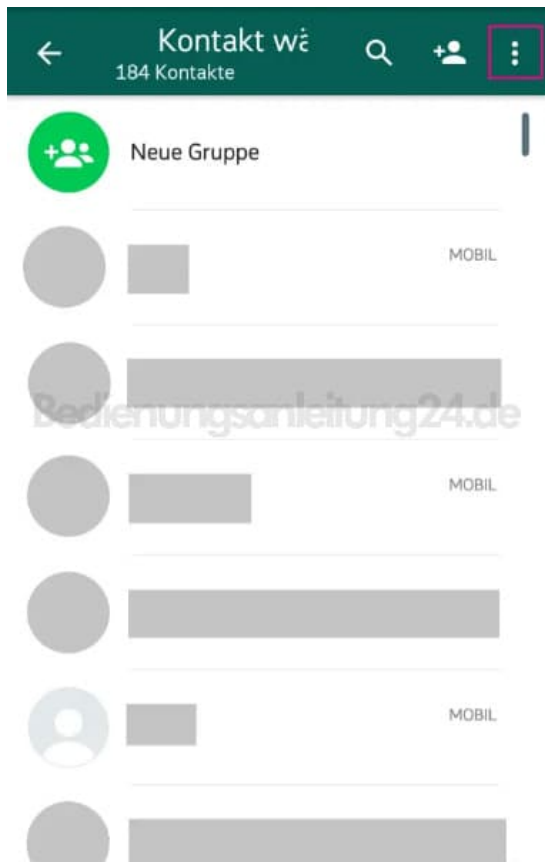 Kontakt wä
184 Kontakte
Neue Gruppe
MOBIL
Bedienungsanleitung24.de
MOBIL
MOBIL